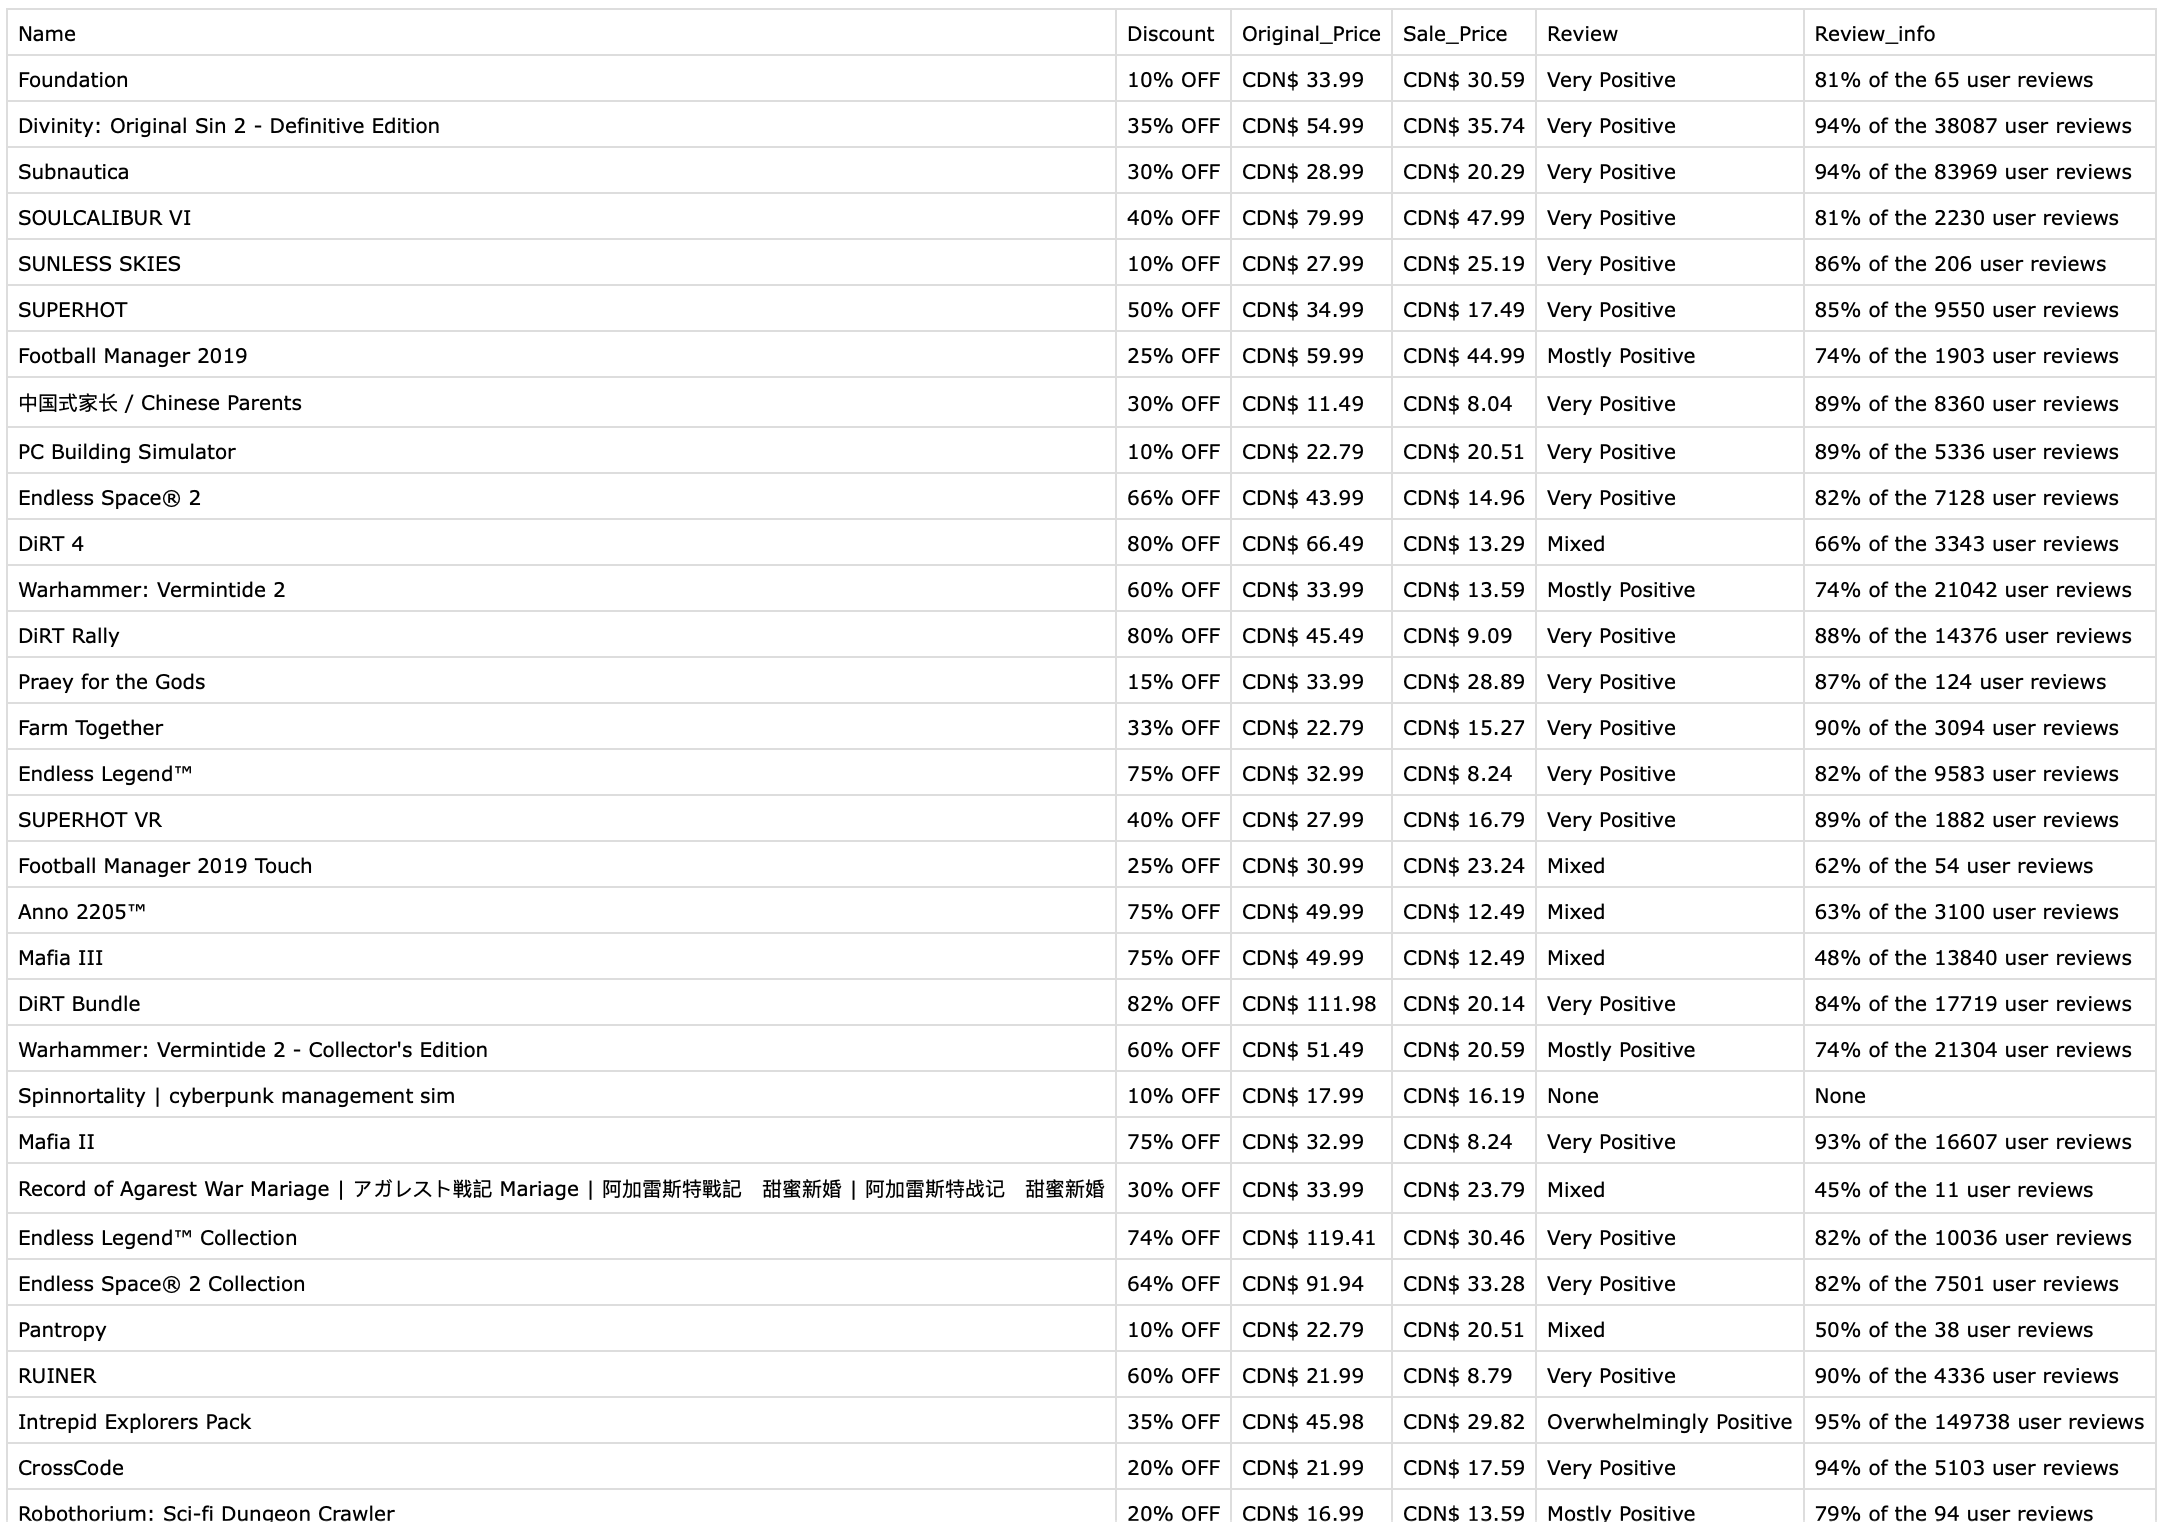 Name Discount Original_Price Sale_Price Review Review_info
Foundation 10% OFF CDN$ 33.99 CDN$ 30.59 Very Positive 81% of the 65 user reviews
Divinity: Original Sin 2 - Definitive Edition 35% OFF CDN$ 54.99 CDN$ 35.74 Very Positive 94% of the 38087 user reviews
Subnautica 30% OFF CDN$ 28.99 CDN$ 20.29 Very Positive 94% of the 83969 user reviews
SOULCALIBUR VI 40% OFF CDN$ 79.99 CDN$ 47.99 Very Positive 81% of the 2230 user reviews
SUNLESS SKIES 10% OFF CDN$ 27.99 CDN$ 25.19 Very Positive 86% of the 206 user reviews
SUPERHOT 50% OFF CDN$ 34.99 CDN$ 17.49 Very Positive 85% of the 9550 user reviews
Football Manager 2019 25% OFF CDN$ 59.99 CDN$ 44.99 Mostly Positive 74% of the 1903 user reviews
中国式家长 / Chinese Parents 30% OFF CDN$ 11.49 CDN$ 8.04 Very Positive 89% of the 8360 user reviews
PC Building Simulator 10% OFF CDN$ 22.79 CDN$ 20.51 Very Positive 89% of the 5336 user reviews
Endless Space® 2 66% OFF CDN$ 43.99 CDN$ 14.96 Very Positive 82% of the 7128 user reviews
DiRT 4 80% OFF CDN$ 66.49 CDN$ 13.29 Mixed 66% of the 3343 user reviews
Warhammer: Vermintide 2 60% OFF CDN$ 33.99 CDN$ 13.59 Mostly Positive 74% of the 21042 user reviews
DiRT Rally 80% OFF CDN$ 45.49 CDN$ 9.09 Very Positive 88% of the 14376 user reviews
Praey for the Gods 15% OFF CDN$ 33.99 CDN$ 28.89 Very Positive 87% of the 124 user reviews
Farm Together 33% OFF CDN$ 22.79 CDN$ 15.27 Very Positive 90% of the 3094 user reviews
Endless Legend™ 75% OFF CDN$ 32.99 CDN$ 8.24 Very Positive 82% of the 9583 user reviews
SUPERHOT VR 40% OFF CDN$ 27.99 CDN$ 16.79 Very Positive 89% of the 1882 user reviews
Football Manager 2019 Touch 25% OFF CDN$ 30.99 CDN$ 23.24 Mixed 62% of the 54 user reviews
Anno 2205™ 75% OFF CDN$ 49.99 CDN$ 12.49 Mixed 63% of the 3100 user reviews
Mafia III 75% OFF CDN$ 49.99 CDN$ 12.49 Mixed 48% of the 13840 user reviews
DiRT Bundle 82% OFF CDN$ 111.98 CDN$ 20.14 Very Positive 84% of the 17719 user reviews
Warhammer: Vermintide 2 - Collector's Edition 60% OFF CDN$ 51.49 CDN$ 20.59 Mostly Positive 74% of the 21304 user reviews
Spinnortality | cyberpunk management sim 10% OFF CDN$ 17.99 CDN$ 16.19 None None
Mafia II 75% OFF CDN$ 32.99 CDN$ 8.24 Very Positive 93% of the 16607 user reviews
Record of Agarest War Mariage | アガレスト戦記 Mariage | 阿加雷斯特戰記　甜蜜新婚 | 阿加雷斯特战记　甜蜜新婚 30% OFF CDN$ 33.99 CDN$ 23.79 Mixed 45% of the 11 user reviews
Endless Legend™ Collection 74% OFF CDN$ 119.41 CDN$ 30.46 Very Positive 82% of the 10036 user reviews
Endless Space® 2 Collection 64% OFF CDN$ 91.94 CDN$ 33.28 Very Positive 82% of the 7501 user reviews
Pantropy 10% OFF CDN$ 22.79 CDN$ 20.51 Mixed 50% of the 38 user reviews
RUINER 60% OFF CDN$ 21.99 CDN$ 8.79 Very Positive 90% of the 4336 user reviews
Intrepid Explorers Pack 35% OFF CDN$ 45.98 CDN$ 29.82 Overwhelmingly Positive 95% of the 149738 user reviews
CrossCode 20% OFF CDN$ 21.99 CDN$ 17.59 Very Positive 94% of the 5103 user reviews
Robothorium: Sci-fi Dungeon Crawler 20% OFF CDN$ 16.99 CDN$ 13.59 Mostly Positive 79% of the 94 user reviews